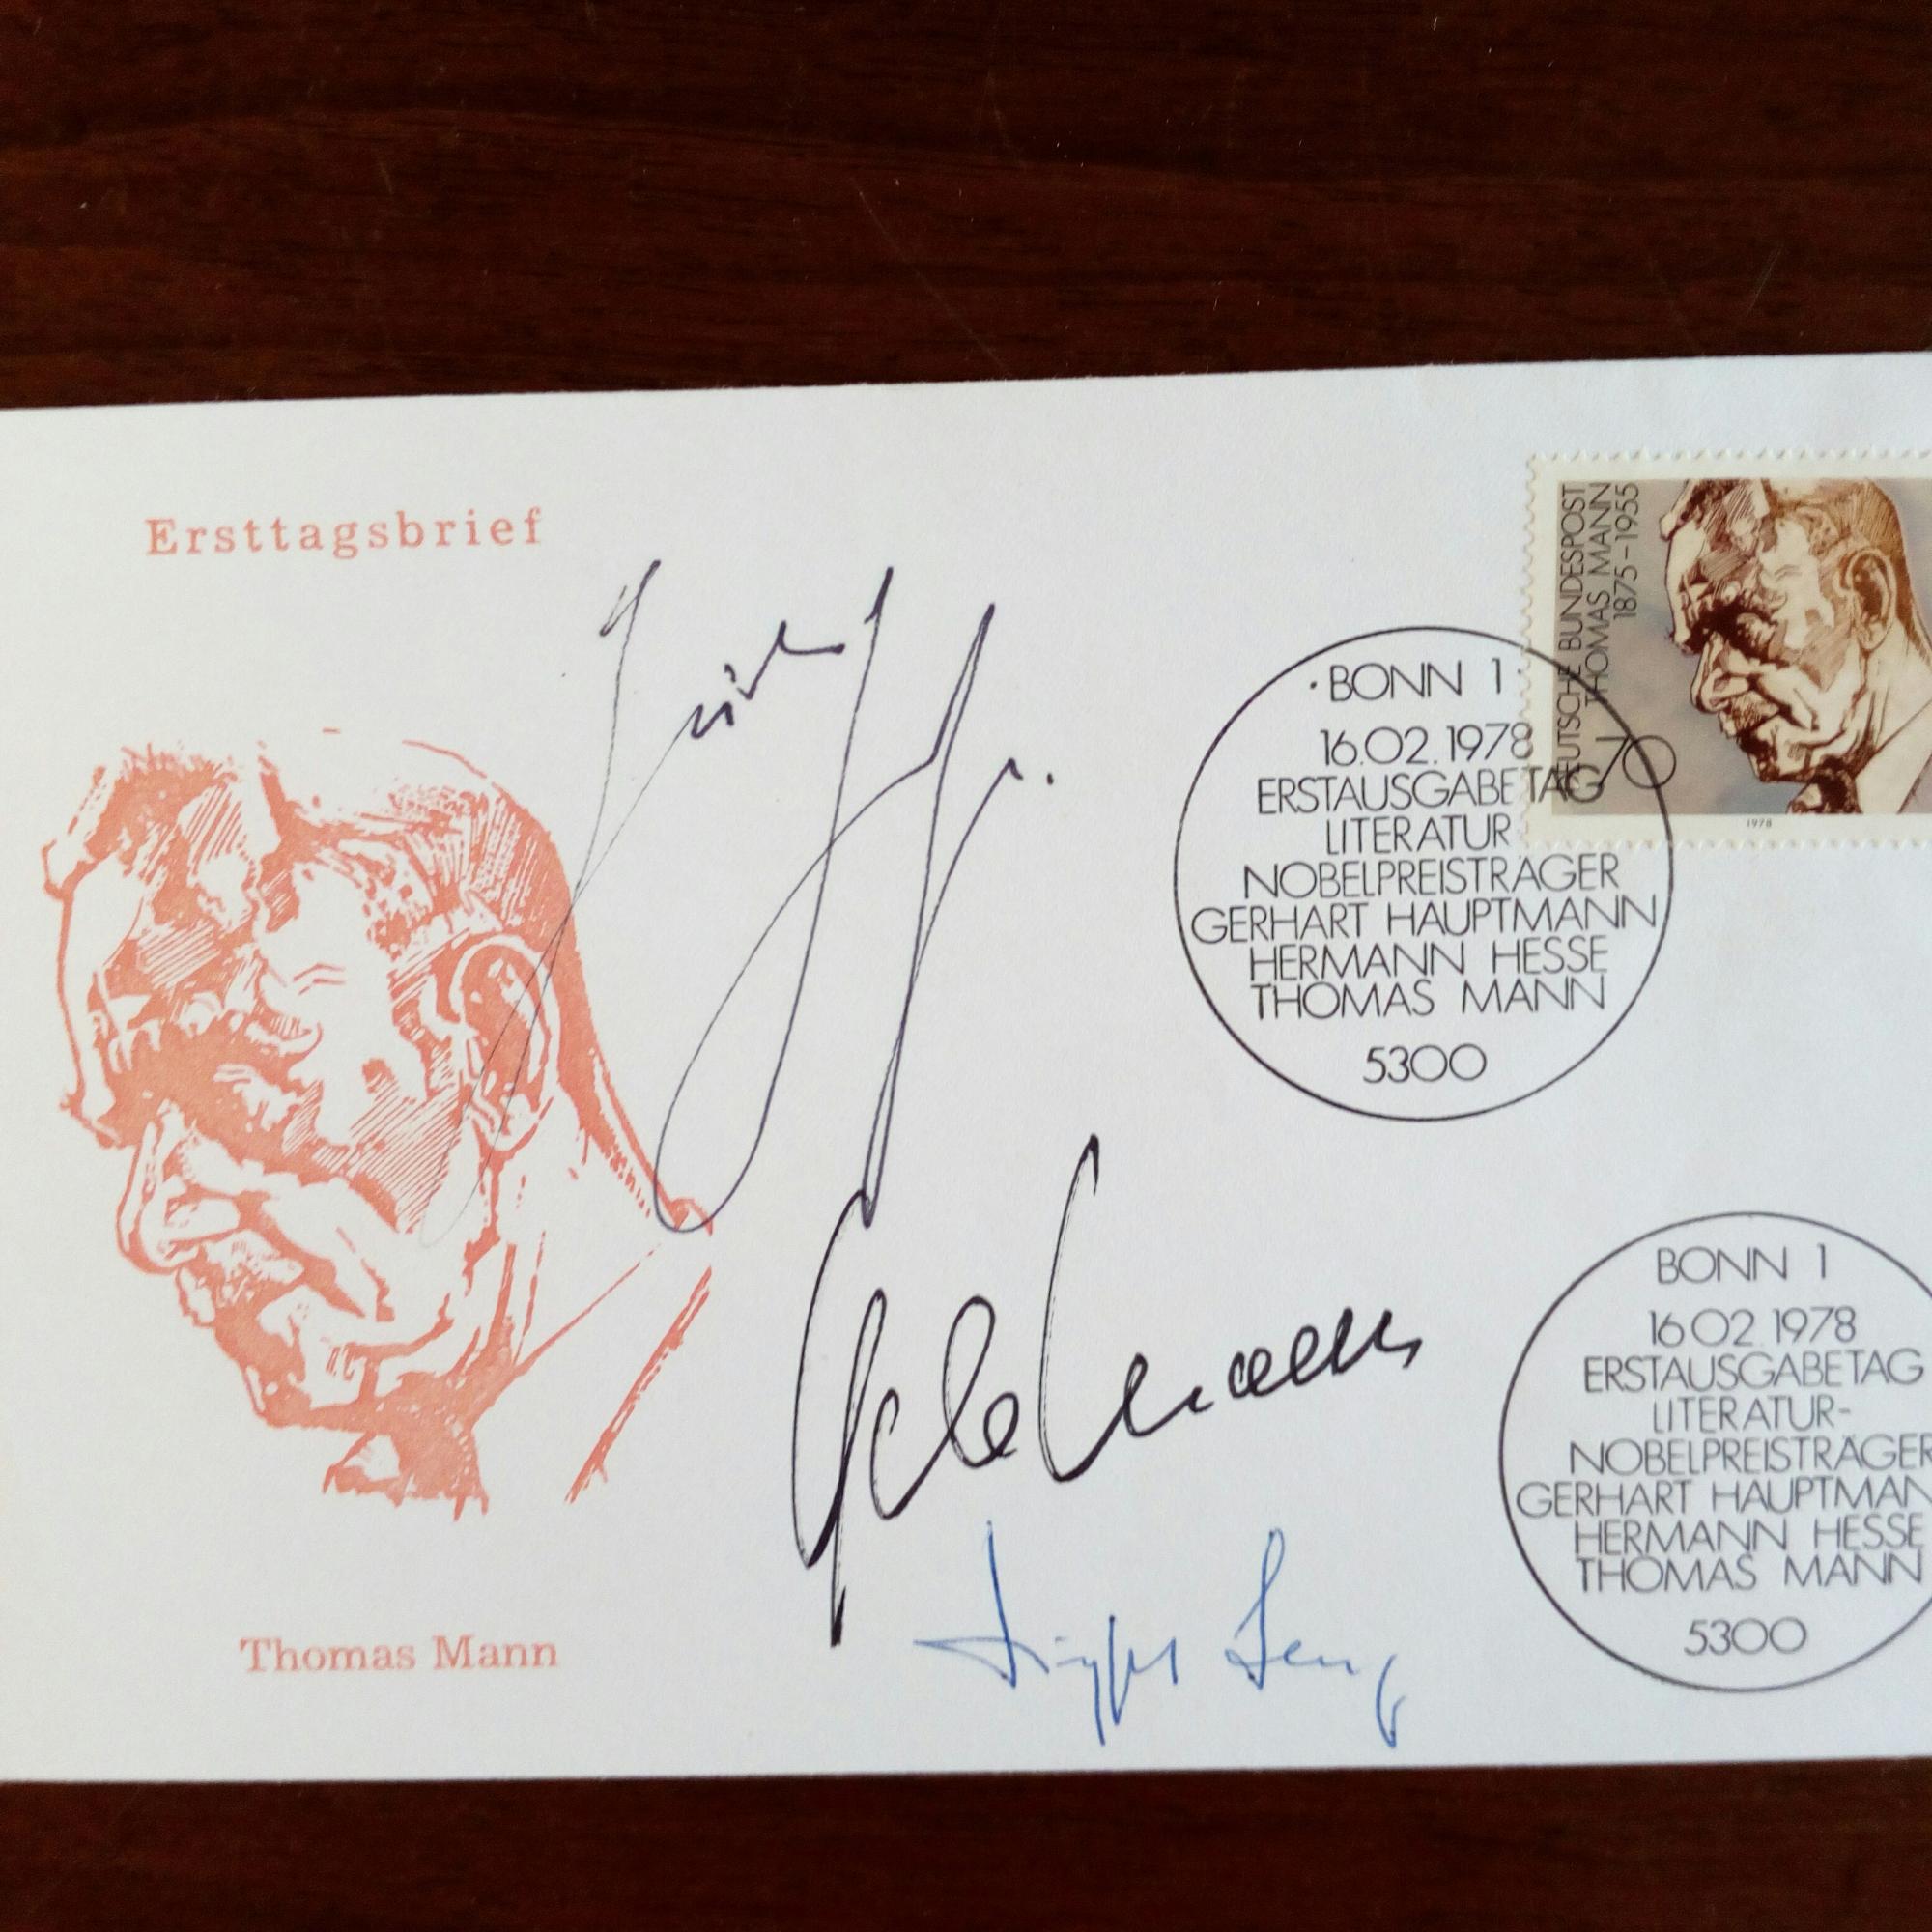 Ersttagsbrief
DEUTSCHE BUNDESPOST
THOMAS MANN
1875-1955
70
1978
· BONN 1 ·
16.02.1978
ERSTAUSGABETAG
LITERATUR
NOBELPREISTRÄGER
GERHART HAUPTMANN
HERMANN HESSE
THOMAS MANN
5300
BONN 1
16 02 1978
ERSTAUSGABETAG
LITERATUR-
NOBELPREISTRÄGER
GERHART HAUPTMAN
HERMANN HESSE
THOMAS MANN
5300
Thomas Mann
Siegfried Lenz